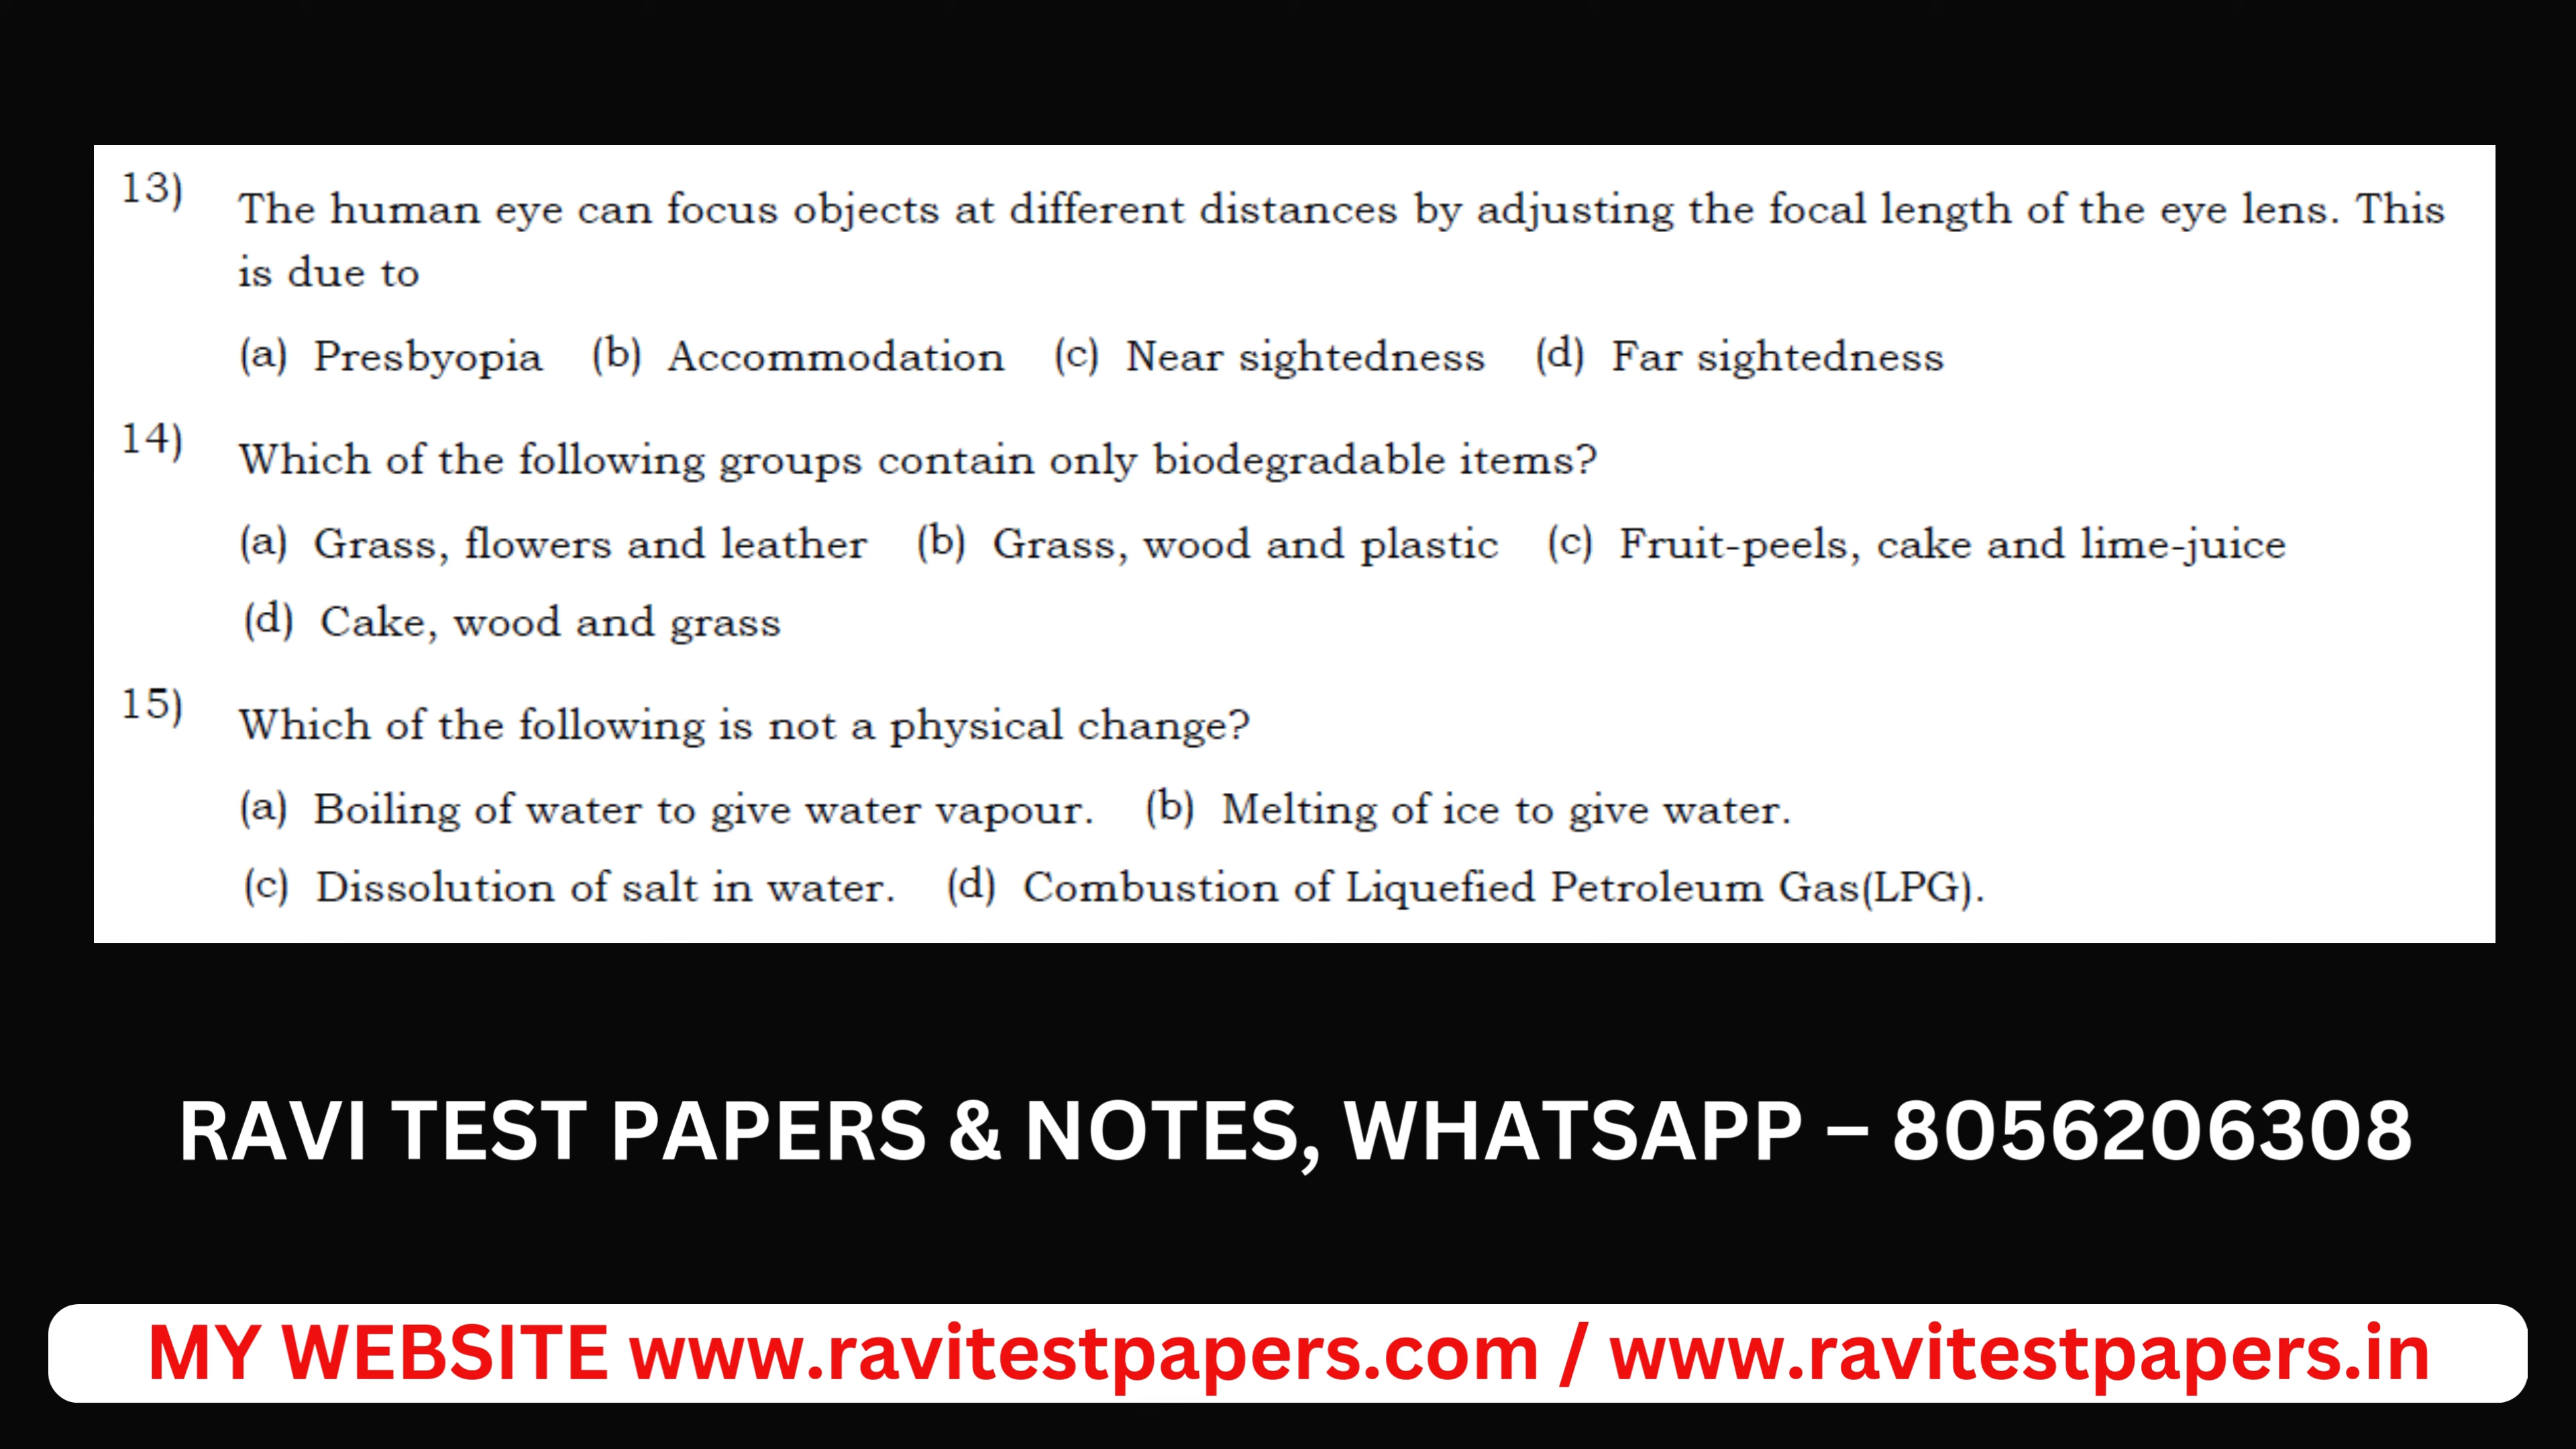 13) The human eye can focus objects at different distances by adjusting the focal length of the eye lens. This
is due to
(a) Presbyopia (b) Accommodation (c) Near sightedness (d) Far sightedness
14) Which of the following groups contain only biodegradable items?
(a) Grass, flowers and leather (b) Grass, wood and plastic (c) Fruit-peels, cake and lime-juice
(d) Cake, wood and grass
15) Which of the following is not a physical change?
(a) Boiling of water to give water vapour. (b) Melting of ice to give water.
(c) Dissolution of salt in water. (d) Combustion of Liquefied Petroleum Gas(LPG).
RAVI TEST PAPERS & NOTES, WHATSAPP – 8056206308
MY WEBSITE www.ravitestpapers.com / www.ravitestpapers.in